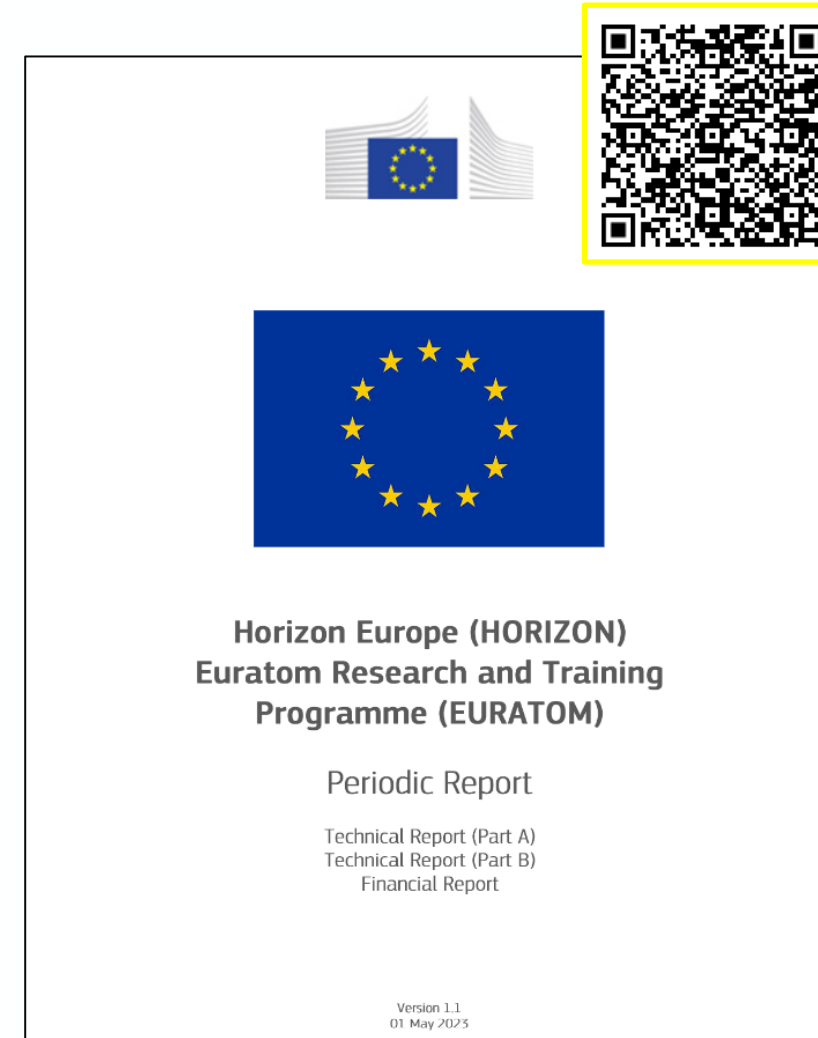 Horizon Europe (HORIZON)
Euratom Research and Training
Programme (EURATOM)
Periodic Report
Technical Report (Part A)
Technical Report (Part B)
Financial Report
Version 1.1
01 May 2023